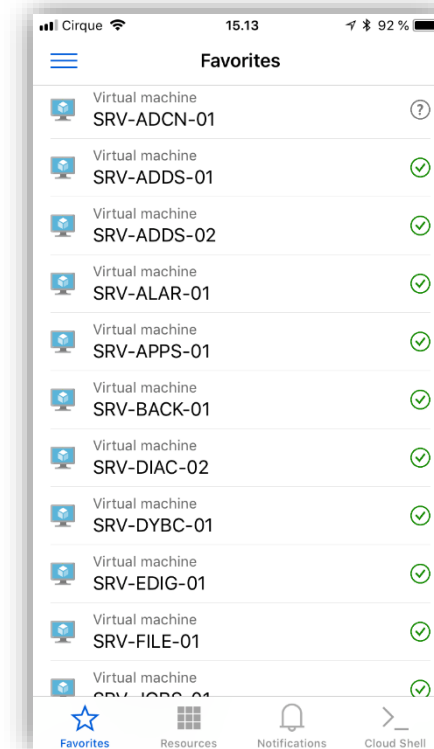 Cirque 15.13 92 %
Favorites
Virtual machine
SRV-ADCN-01
?
Virtual machine
SRV-ADDS-01
Virtual machine
SRV-ADDS-02
Virtual machine
SRV-ALAR-01
Virtual machine
SRV-APPS-01
Virtual machine
SRV-BACK-01
Virtual machine
SRV-DIAC-02
Virtual machine
SRV-DYBC-01
Virtual machine
SRV-EDIG-01
Virtual machine
SRV-FILE-01
Virtual machine
Favorites Resources Notifications Cloud Shell